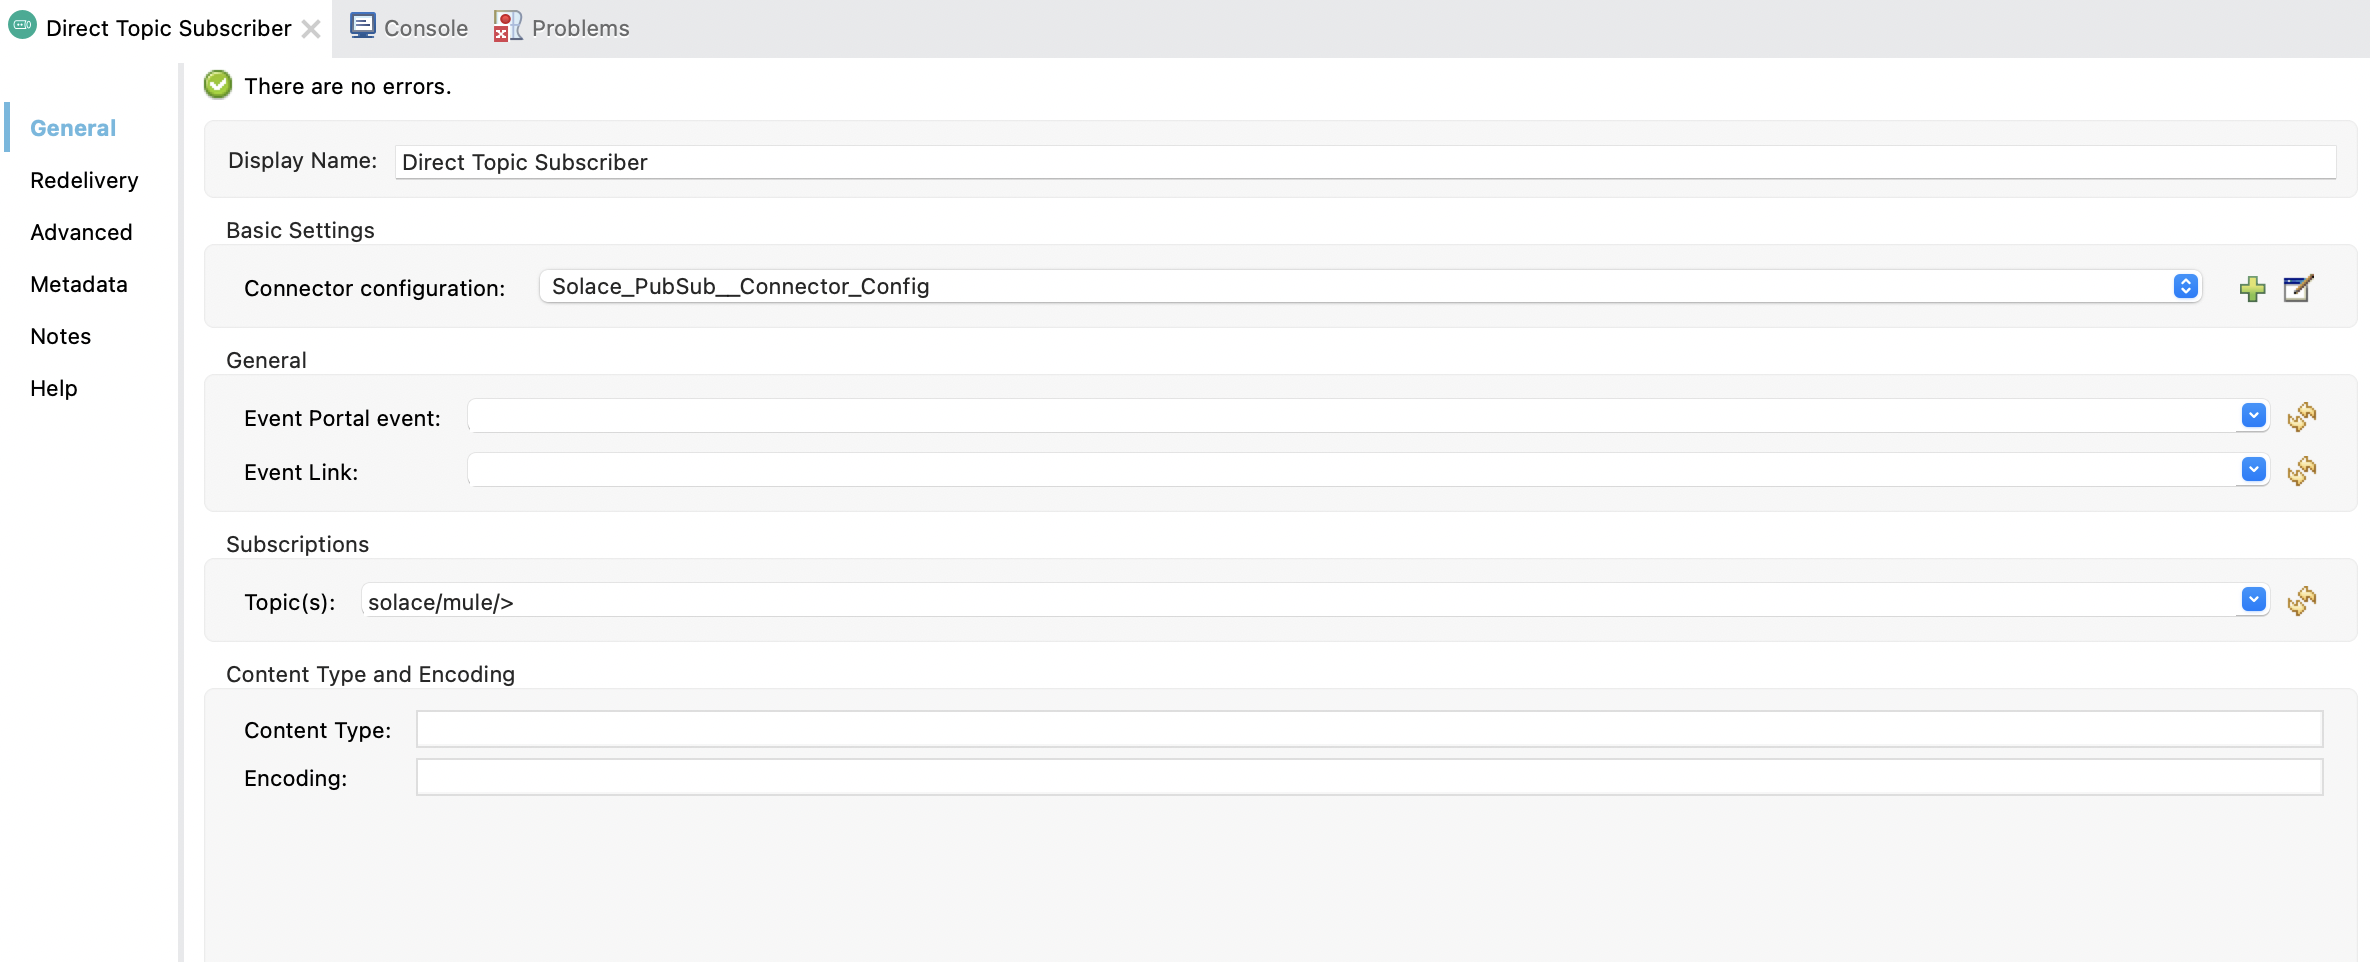 Direct Topic Subscriber
Console
Problems
General
Redelivery
Advanced
Metadata
Notes
Help
There are no errors.
Display Name: Direct Topic Subscriber
Basic Settings
Connector configuration: Solace_PubSub__Connector_Config
General
Event Portal event:
Event Link:
Subscriptions
Topic(s): solace/mule/>
Content Type and Encoding
Content Type:
Encoding: